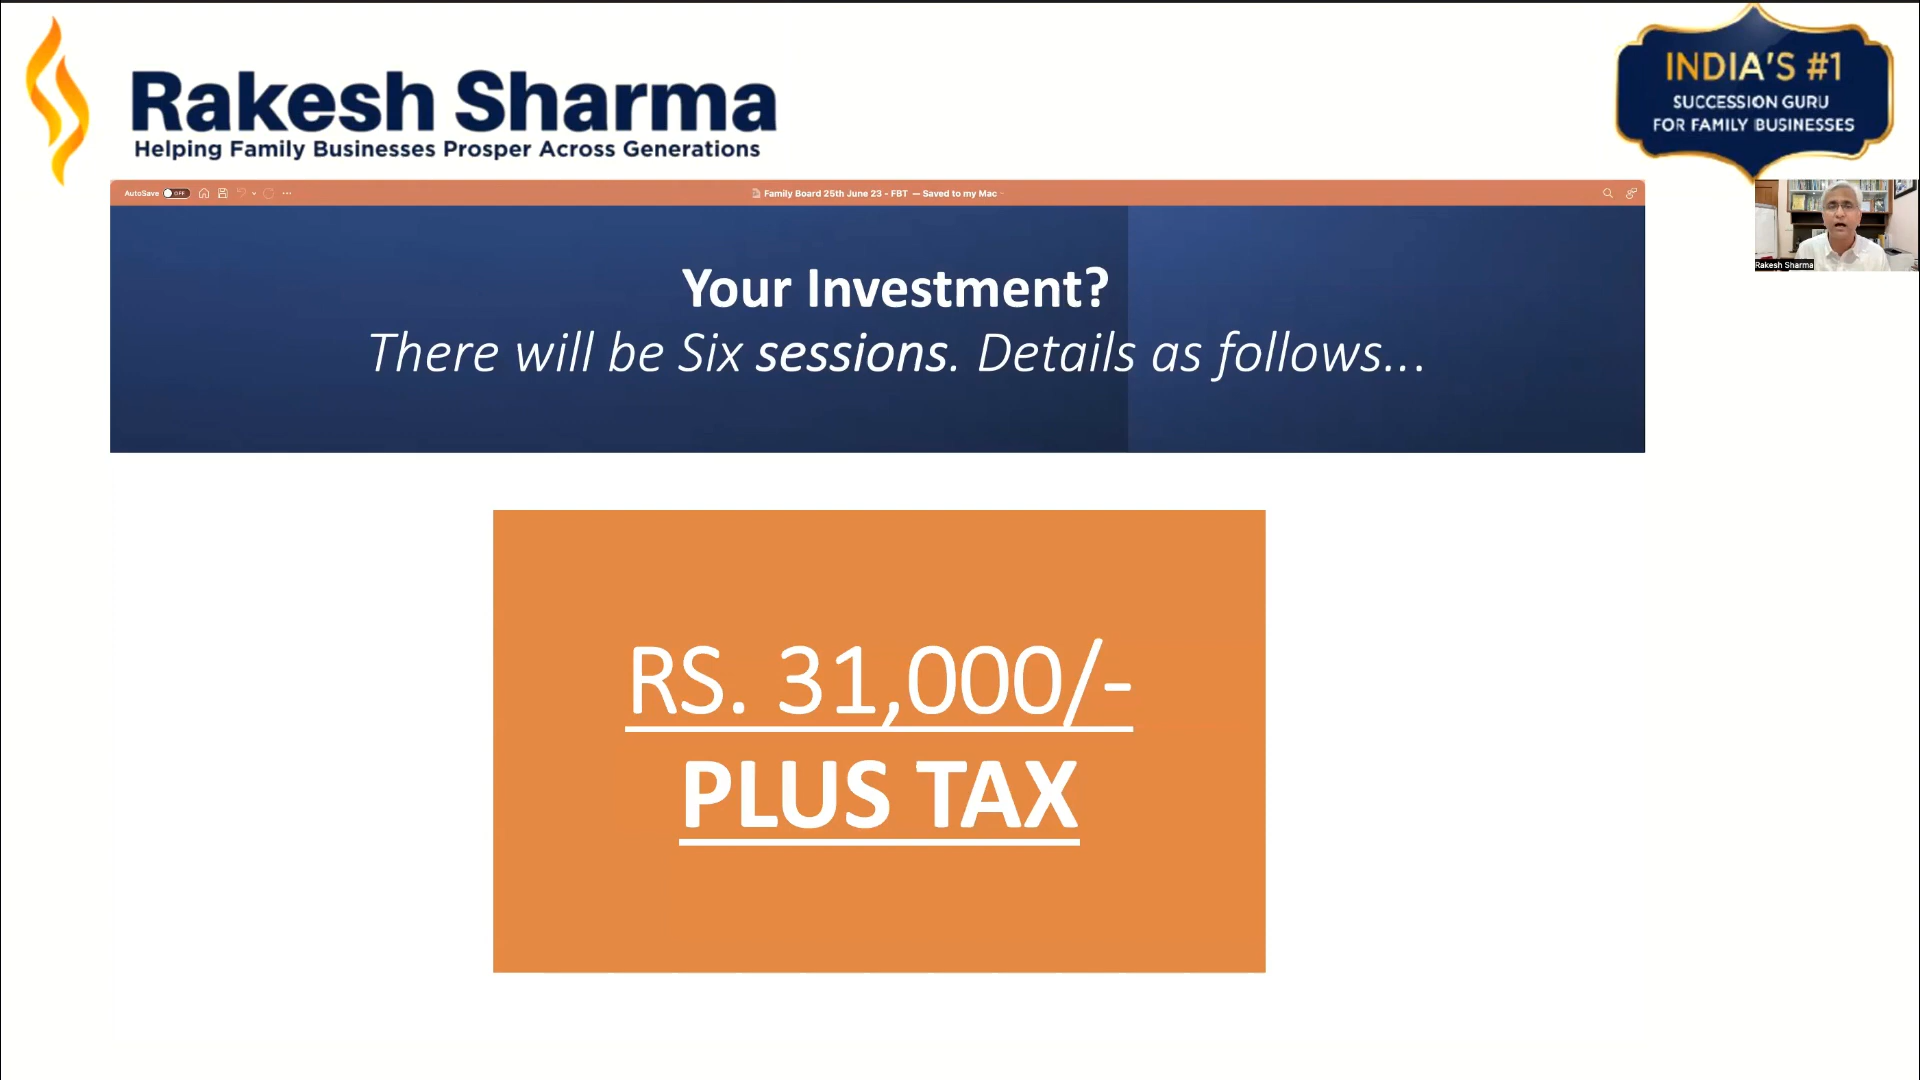 Rakesh Sharma
Helping Family Businesses Prosper Across Generations
INDIA'S #1
SUCCESSION GURU
FOR FAMILY BUSINESSES
AutoSave OFF
Family Board 25th June 23 - FBT — Saved to my Mac
Rakesh Sharma
Your Investment?
There will be Six sessions. Details as follows...
RS. 31,000/-
PLUS TAX